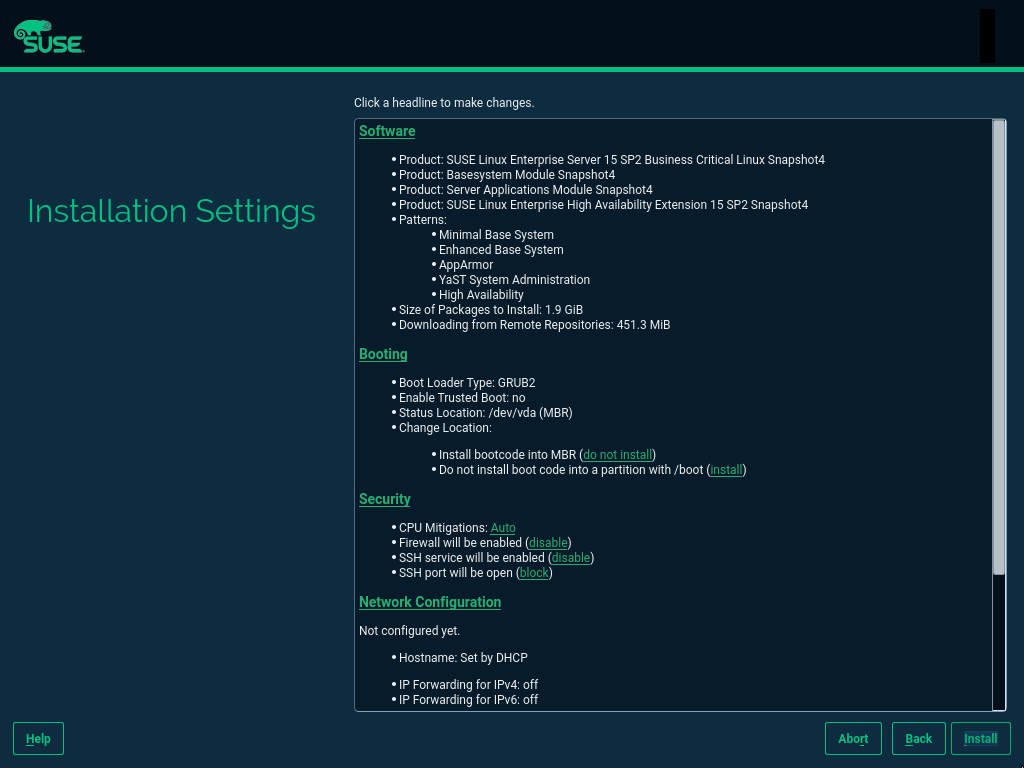 SUSE
Click a headline to make changes.
Installation Settings
Software
• Product: SUSE Linux Enterprise Server 15 SP2 Business Critical Linux Snapshot4
• Product: Basesystem Module Snapshot4
• Product: Server Applications Module Snapshot4
• Product: SUSE Linux Enterprise High Availability Extension 15 SP2 Snapshot4
• Patterns:
• Minimal Base System
• Enhanced Base System
• AppArmor
• YaST System Administration
• High Availability
• Size of Packages to Install: 1.9 GiB
• Downloading from Remote Repositories: 451.3 MiB
Booting
• Boot Loader Type: GRUB2
• Enable Trusted Boot: no
• Status Location: /dev/vda (MBR)
• Change Location:
• Install bootcode into MBR (do not install)
• Do not install boot code into a partition with /boot (install)
Security
• CPU Mitigations: Auto
• Firewall will be enabled (disable)
• SSH service will be enabled (disable)
• SSH port will be open (block)
Network Configuration
Not configured yet.
• Hostname: Set by DHCP
• IP Forwarding for IPv4: off
• IP Forwarding for IPv6: off
Help
Abort
Back
Install